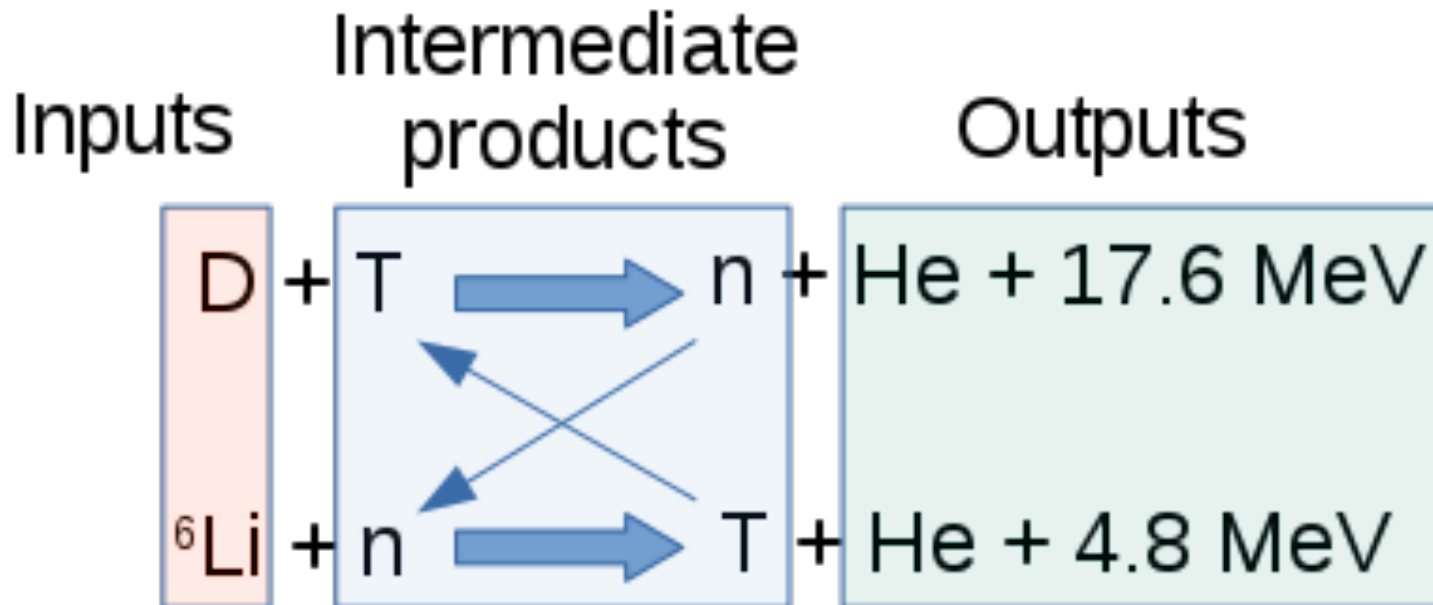 Inputs
Intermediate
products
Outputs
D + T n + He + 17.6 MeV
⁶Li + n T + He + 4.8 MeV